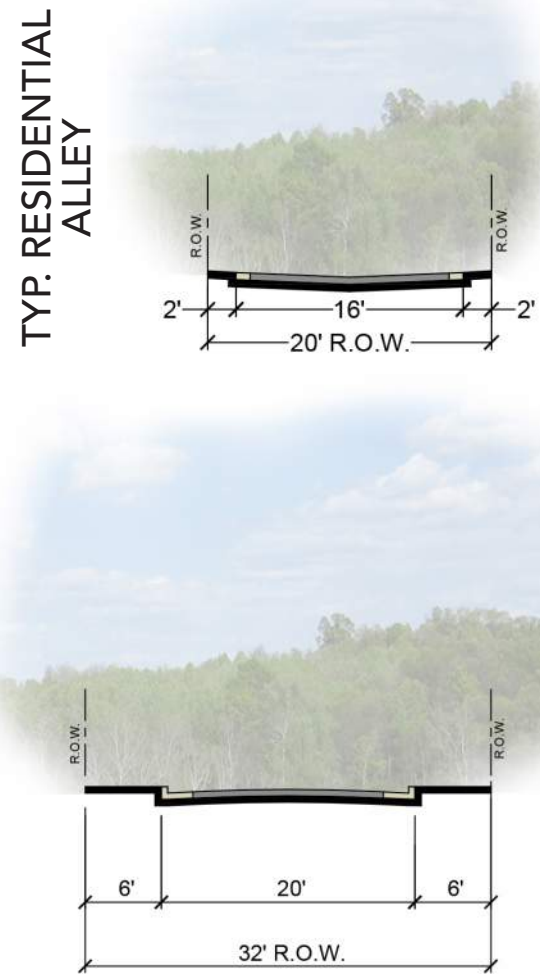 TYP. RESIDENTIAL
ALLEY
R.O.W.
R.O.W.
2'
16'
2'
20' R.O.W.
R.O.W.
R.O.W.
6'
20'
6'
32' R.O.W.